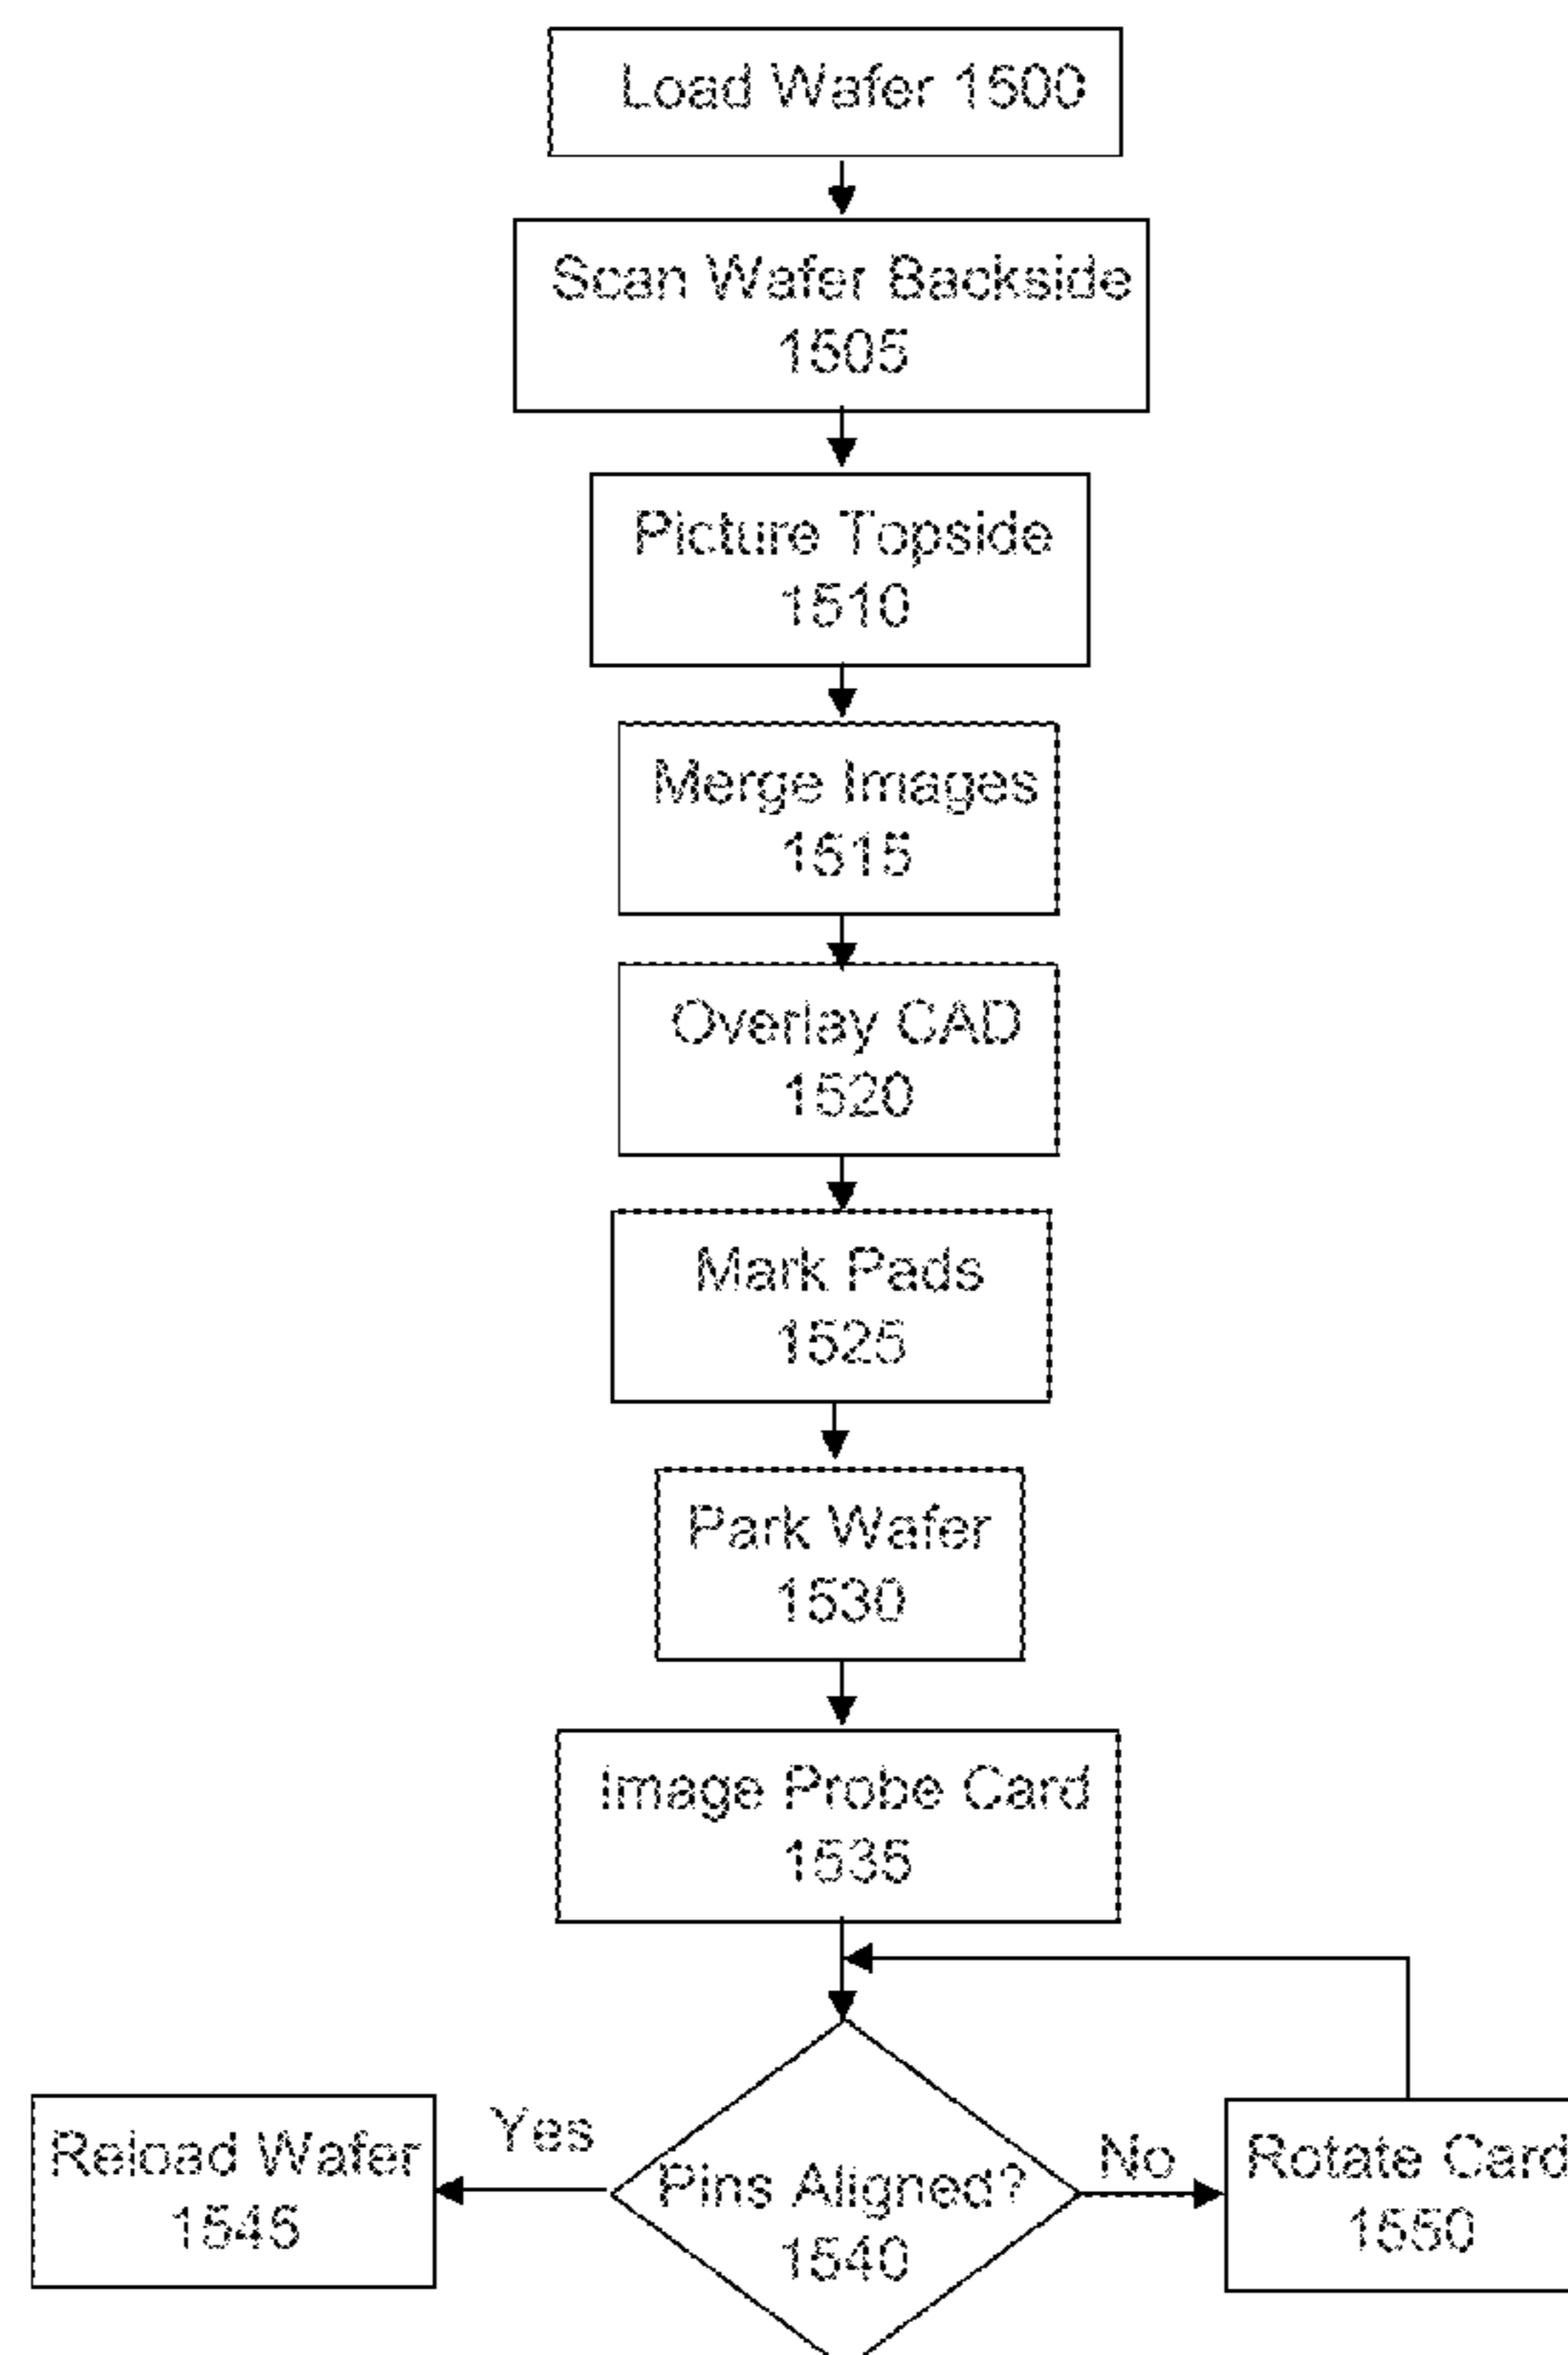 Load Wafer 1500
Scan Wafer Backside
1505
Picture Topside
1510
Merge Images
1515
Overlay CAD
1520
Mark Pads
1525
Park Wafer
1530
Image Probe Card
1535
Yes
No
Reload Wafer
1545
Pins Aligned?
1540
Rotate Card
1550